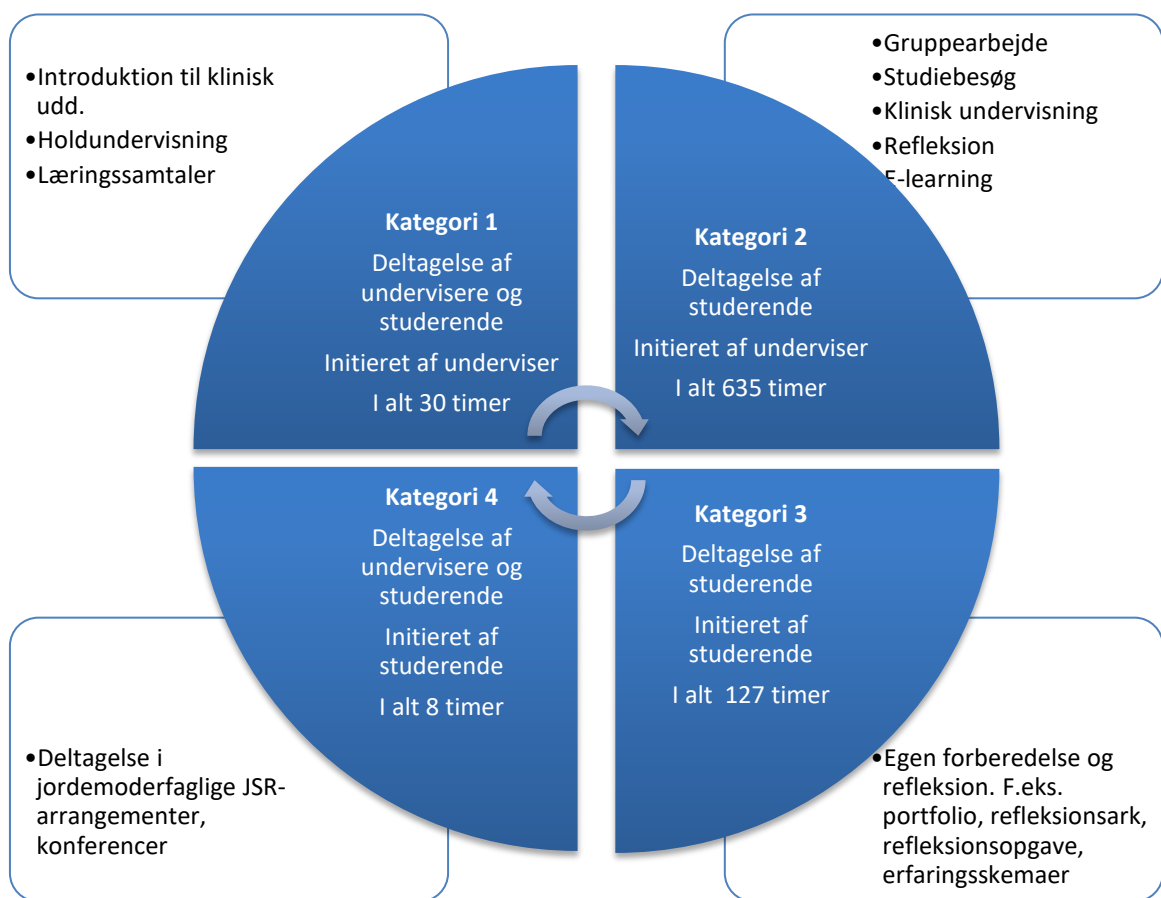 •Introduktion til klinisk
udd.
•Holdundervisning
•Læringssamtaler
Kategori 1
Deltagelse af
undervisere og
studerende
Initieret af underviser
I alt 30 timer
•Gruppearbejde
•Studiebesøg
•Klinisk undervisning
•Refleksion
•E-learning
Kategori 2
Deltagelse af
studerende
Initieret af underviser
I alt 635 timer
Kategori 4
Deltagelse af
undervisere og
studerende
Initieret af
studerende
I alt 8 timer
•Deltagelse i
jordemoderfaglige JSR-
arrangementer,
konferencer
Kategori 3
Deltagelse af
studerende
Initieret af
studerende
I alt  127 timer
•Egen forberedelse og
refleksion. F.eks.
portfolio, refleksionsark,
refleksionsopgave,
erfaringsskemaer